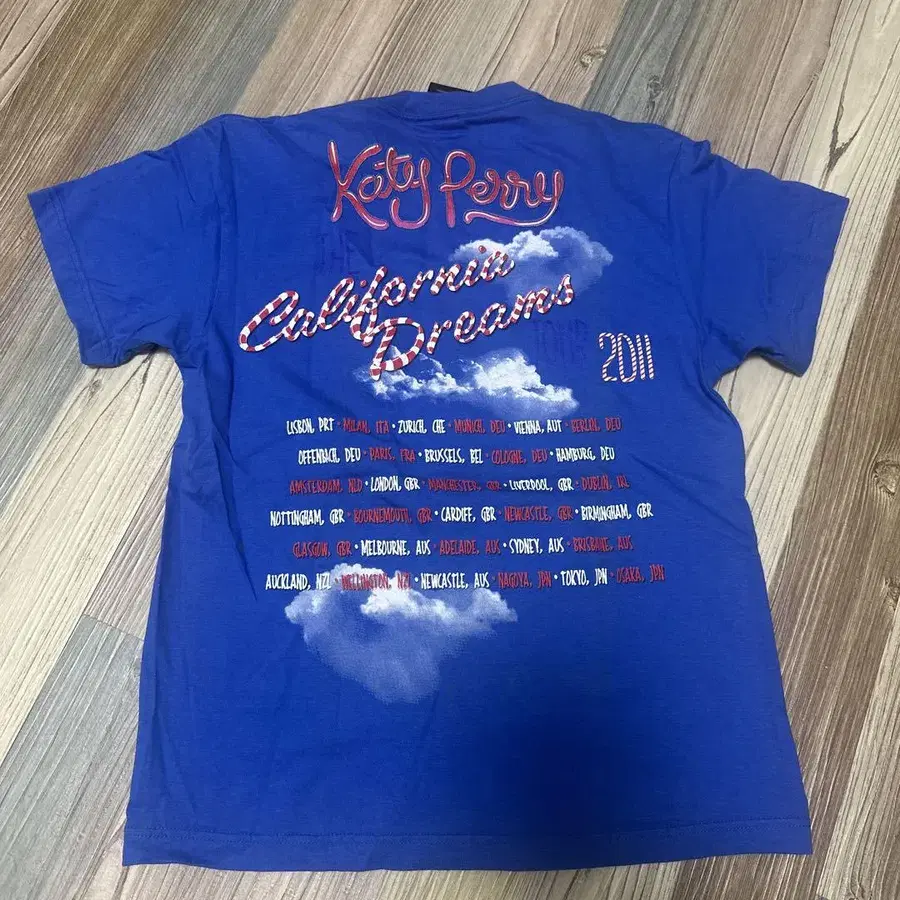 Katy Perry
California
Dreams
TOUR 2011
LISBON, PRT • MILAN, ITA • ZURICH, CHE • MUNICH, DEU • VIENNA, AUT • BERLIN, DEU
OFFENBACH, DEU • PARIS, FRA • BRUSSELS, BEL • COLOGNE, DEU • HAMBURG, DEU
AMSTERDAM, NLD • LONDON, GBR • MANCHESTER, GBR • LIVERPOOL, GBR • DUBLIN, IRL
NOTTINGHAM, GBR • BOURNEMOUTH, GBR • CARDIFF, GBR • NEWCASTLE, GBR • BIRMINGHAM, GBR
GLASGOW, GBR • MELBOURNE, AUS • ADELAIDE, AUS • SYDNEY, AUS • BRISBANE, AUS
AUCKLAND, NZL • WELLINGTON, NZL • NEWCASTLE, AUS • NAGOYA, JPN • TOKYO, JPN • OSAKA, JPN